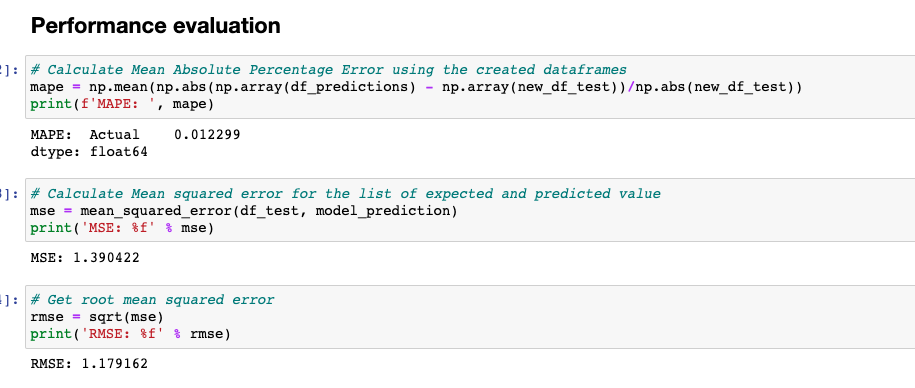 Performance evaluation
]: # Calculate Mean Absolute Percentage Error using the created dataframes
mape = np.mean(np.abs(np.array(df_predictions) - np.array(new_df_test))/np.abs(new_df_test))
print(f'MAPE: ', mape)
MAPE:  Actual    0.012299
dtype: float64
]: # Calculate Mean squared error for the list of expected and predicted value
mse = mean_squared_error(df_test, model_prediction)
print('MSE: %f' % mse)
MSE: 1.390422
]: # Get root mean squared error
rmse = sqrt(mse)
print('RMSE: %f' % rmse)
RMSE: 1.179162